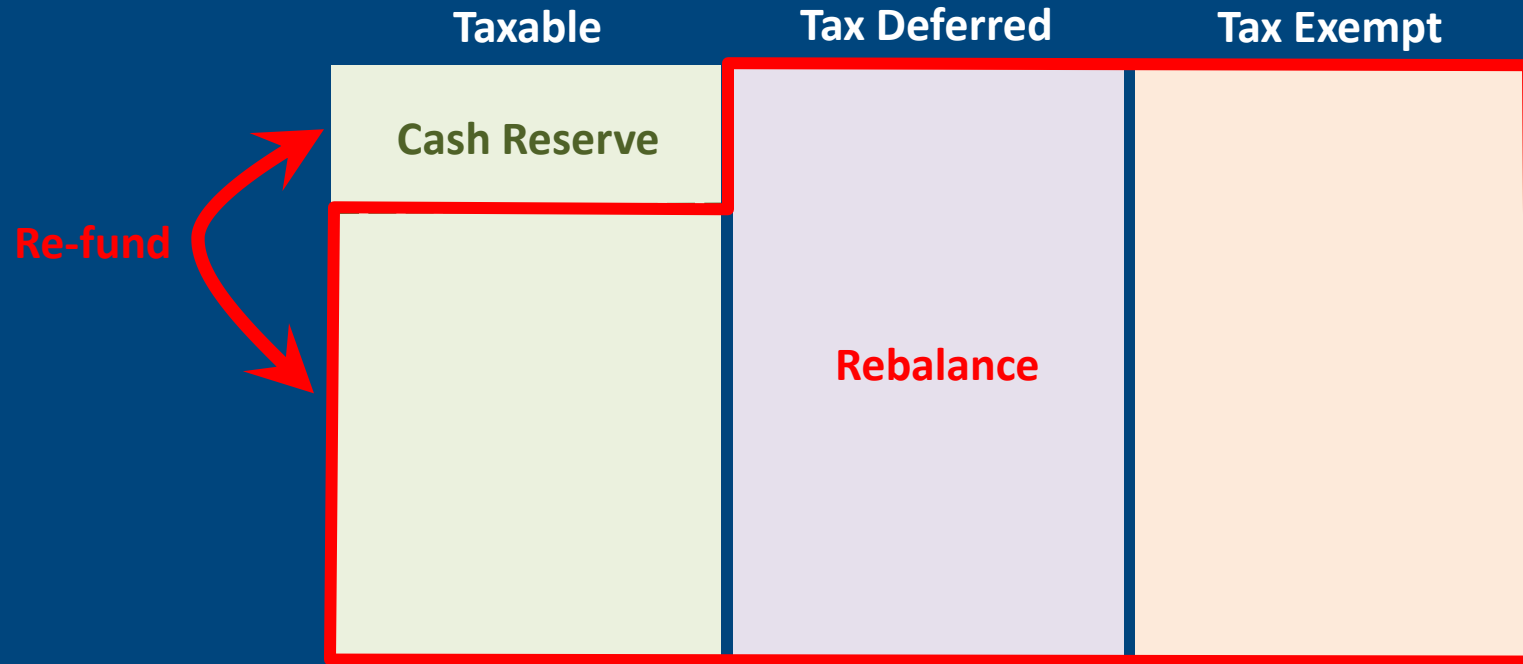 Taxable
Tax Deferred
Tax Exempt
Cash Reserve
Re-fund
Rebalance